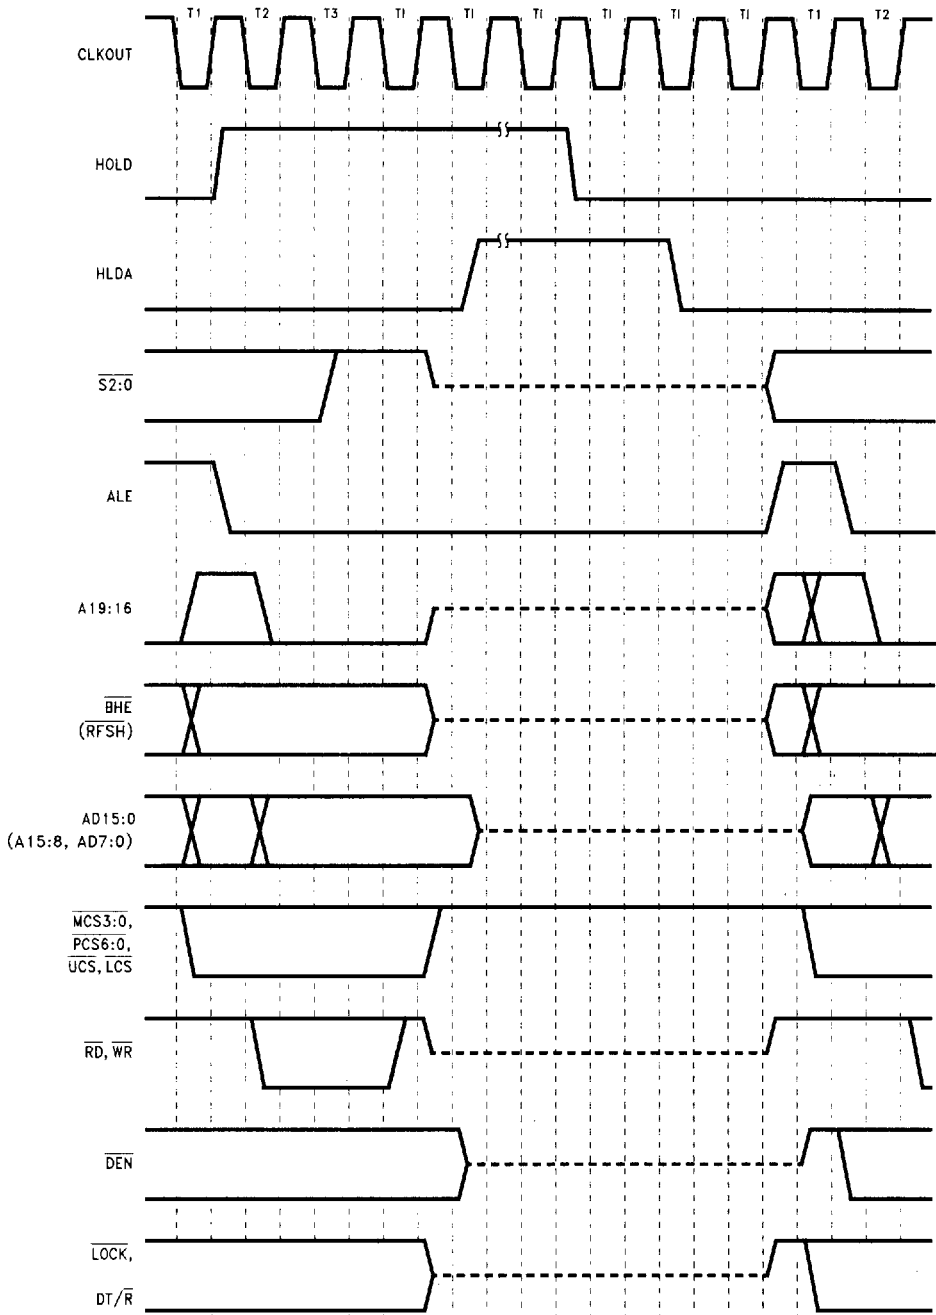 T1 T2 T3 TI TI TI TI TI TI T1 T2
CLKOUT
HOLD
HLDA
S2:0
ALE
A19:16
BHE
(RFSH)
AD15:0
(A15:8, AD7:0)
MCS3:0,
PCS6:0,
UCS, LCS
RD, WR
DEN
LOCK,
DT/R